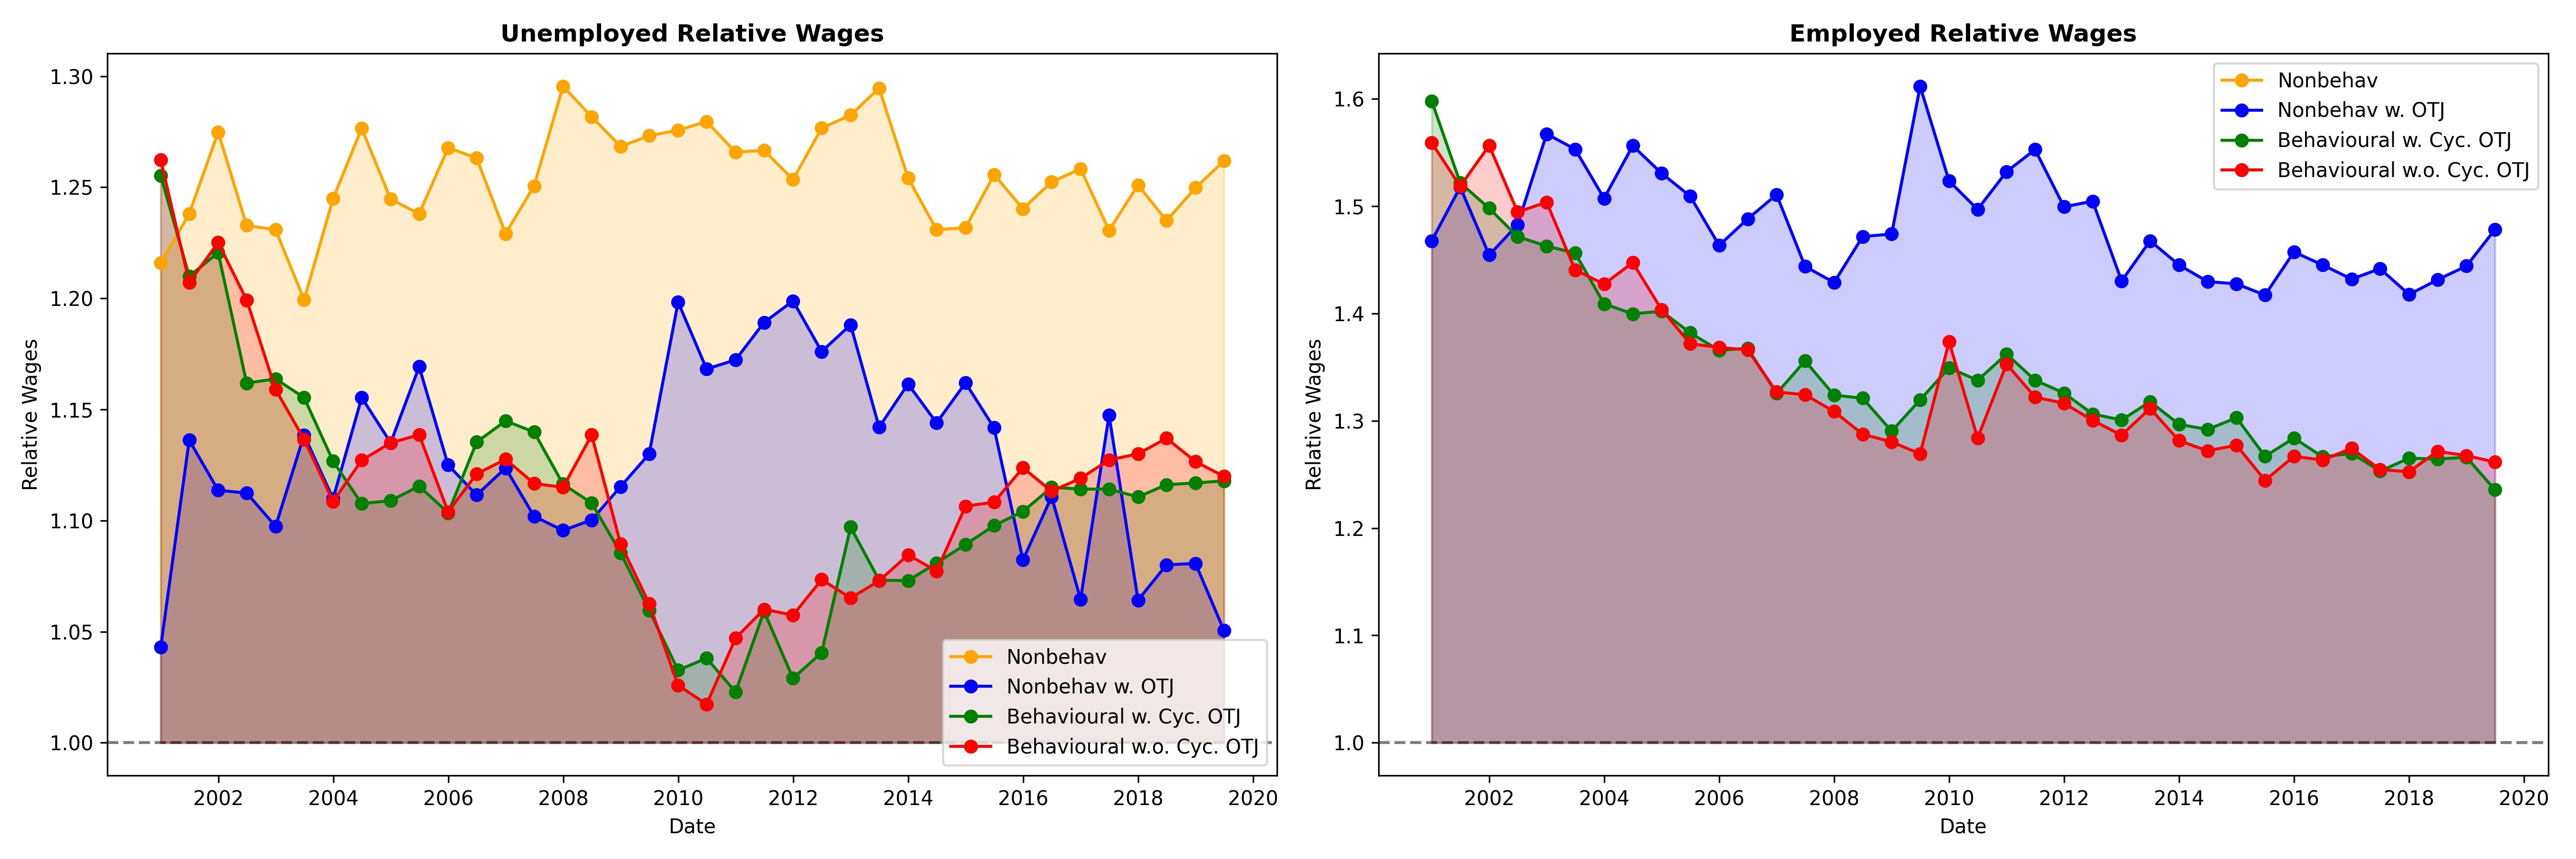 Unemployed Relative Wages
Relative Wages
1.30
1.25
1.20
1.15
1.10
1.05
1.00
Nonbehav
Nonbehav w. OTJ
Behavioural w. Cyc. OTJ
Behavioural w.o. Cyc. OTJ
2002 2004 2006 2008 2010 2012 2014 2016 2018 2020
Date
Employed Relative Wages
Relative Wages
1.6
1.5
1.4
1.3
1.2
1.1
1.0
Nonbehav
Nonbehav w. OTJ
Behavioural w. Cyc. OTJ
Behavioural w.o. Cyc. OTJ
2002 2004 2006 2008 2010 2012 2014 2016 2018 2020
Date